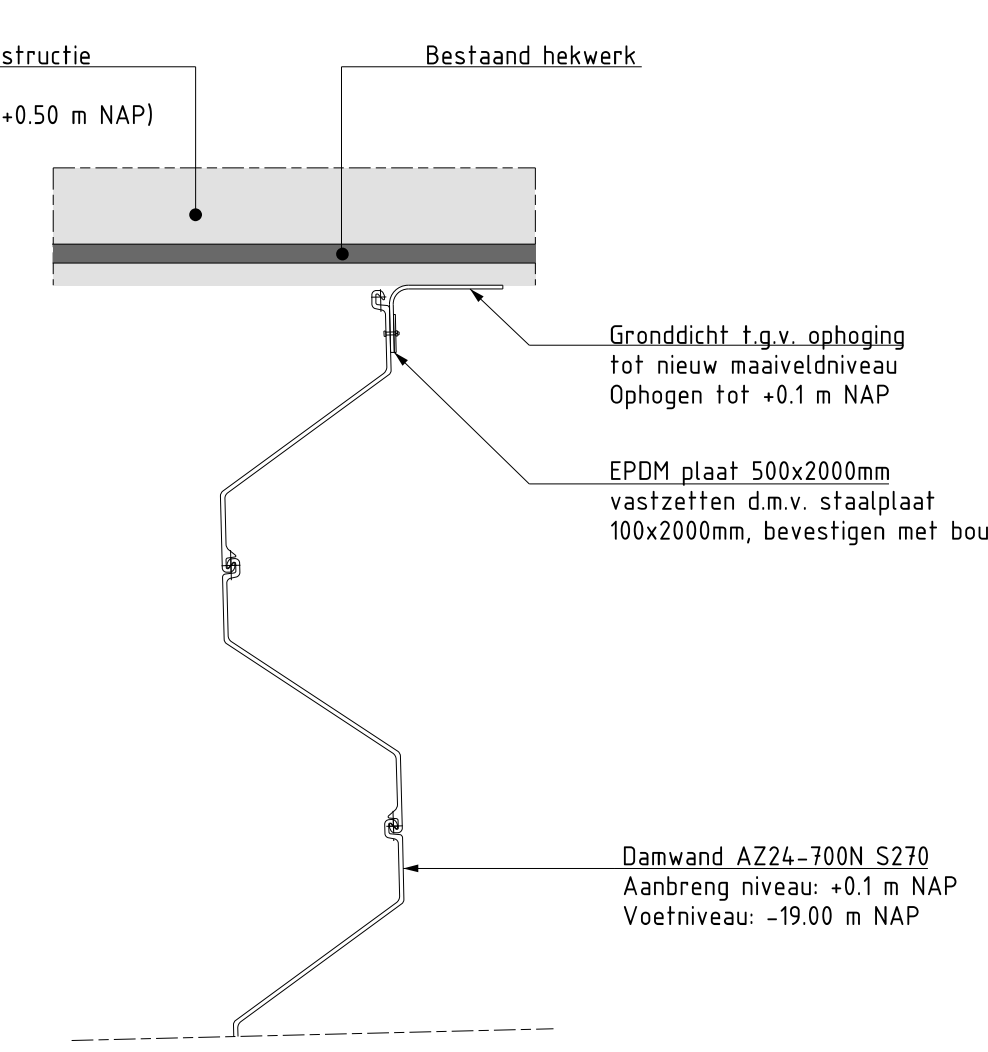 structie
+0.50 m NAP)
Bestaand hekwerk
Gronddicht t.g.v. ophoging
tot nieuw maaiveldniveau
Ophogen tot +0.1 m NAP
EPDM plaat 500x2000mm
vastzetten d.m.v. staalplaat
100x2000mm, bevestigen met bou
Damwand AZ24-700N S270
Aanbreng niveau: +0.1 m NAP
Voetniveau: -19.00 m NAP